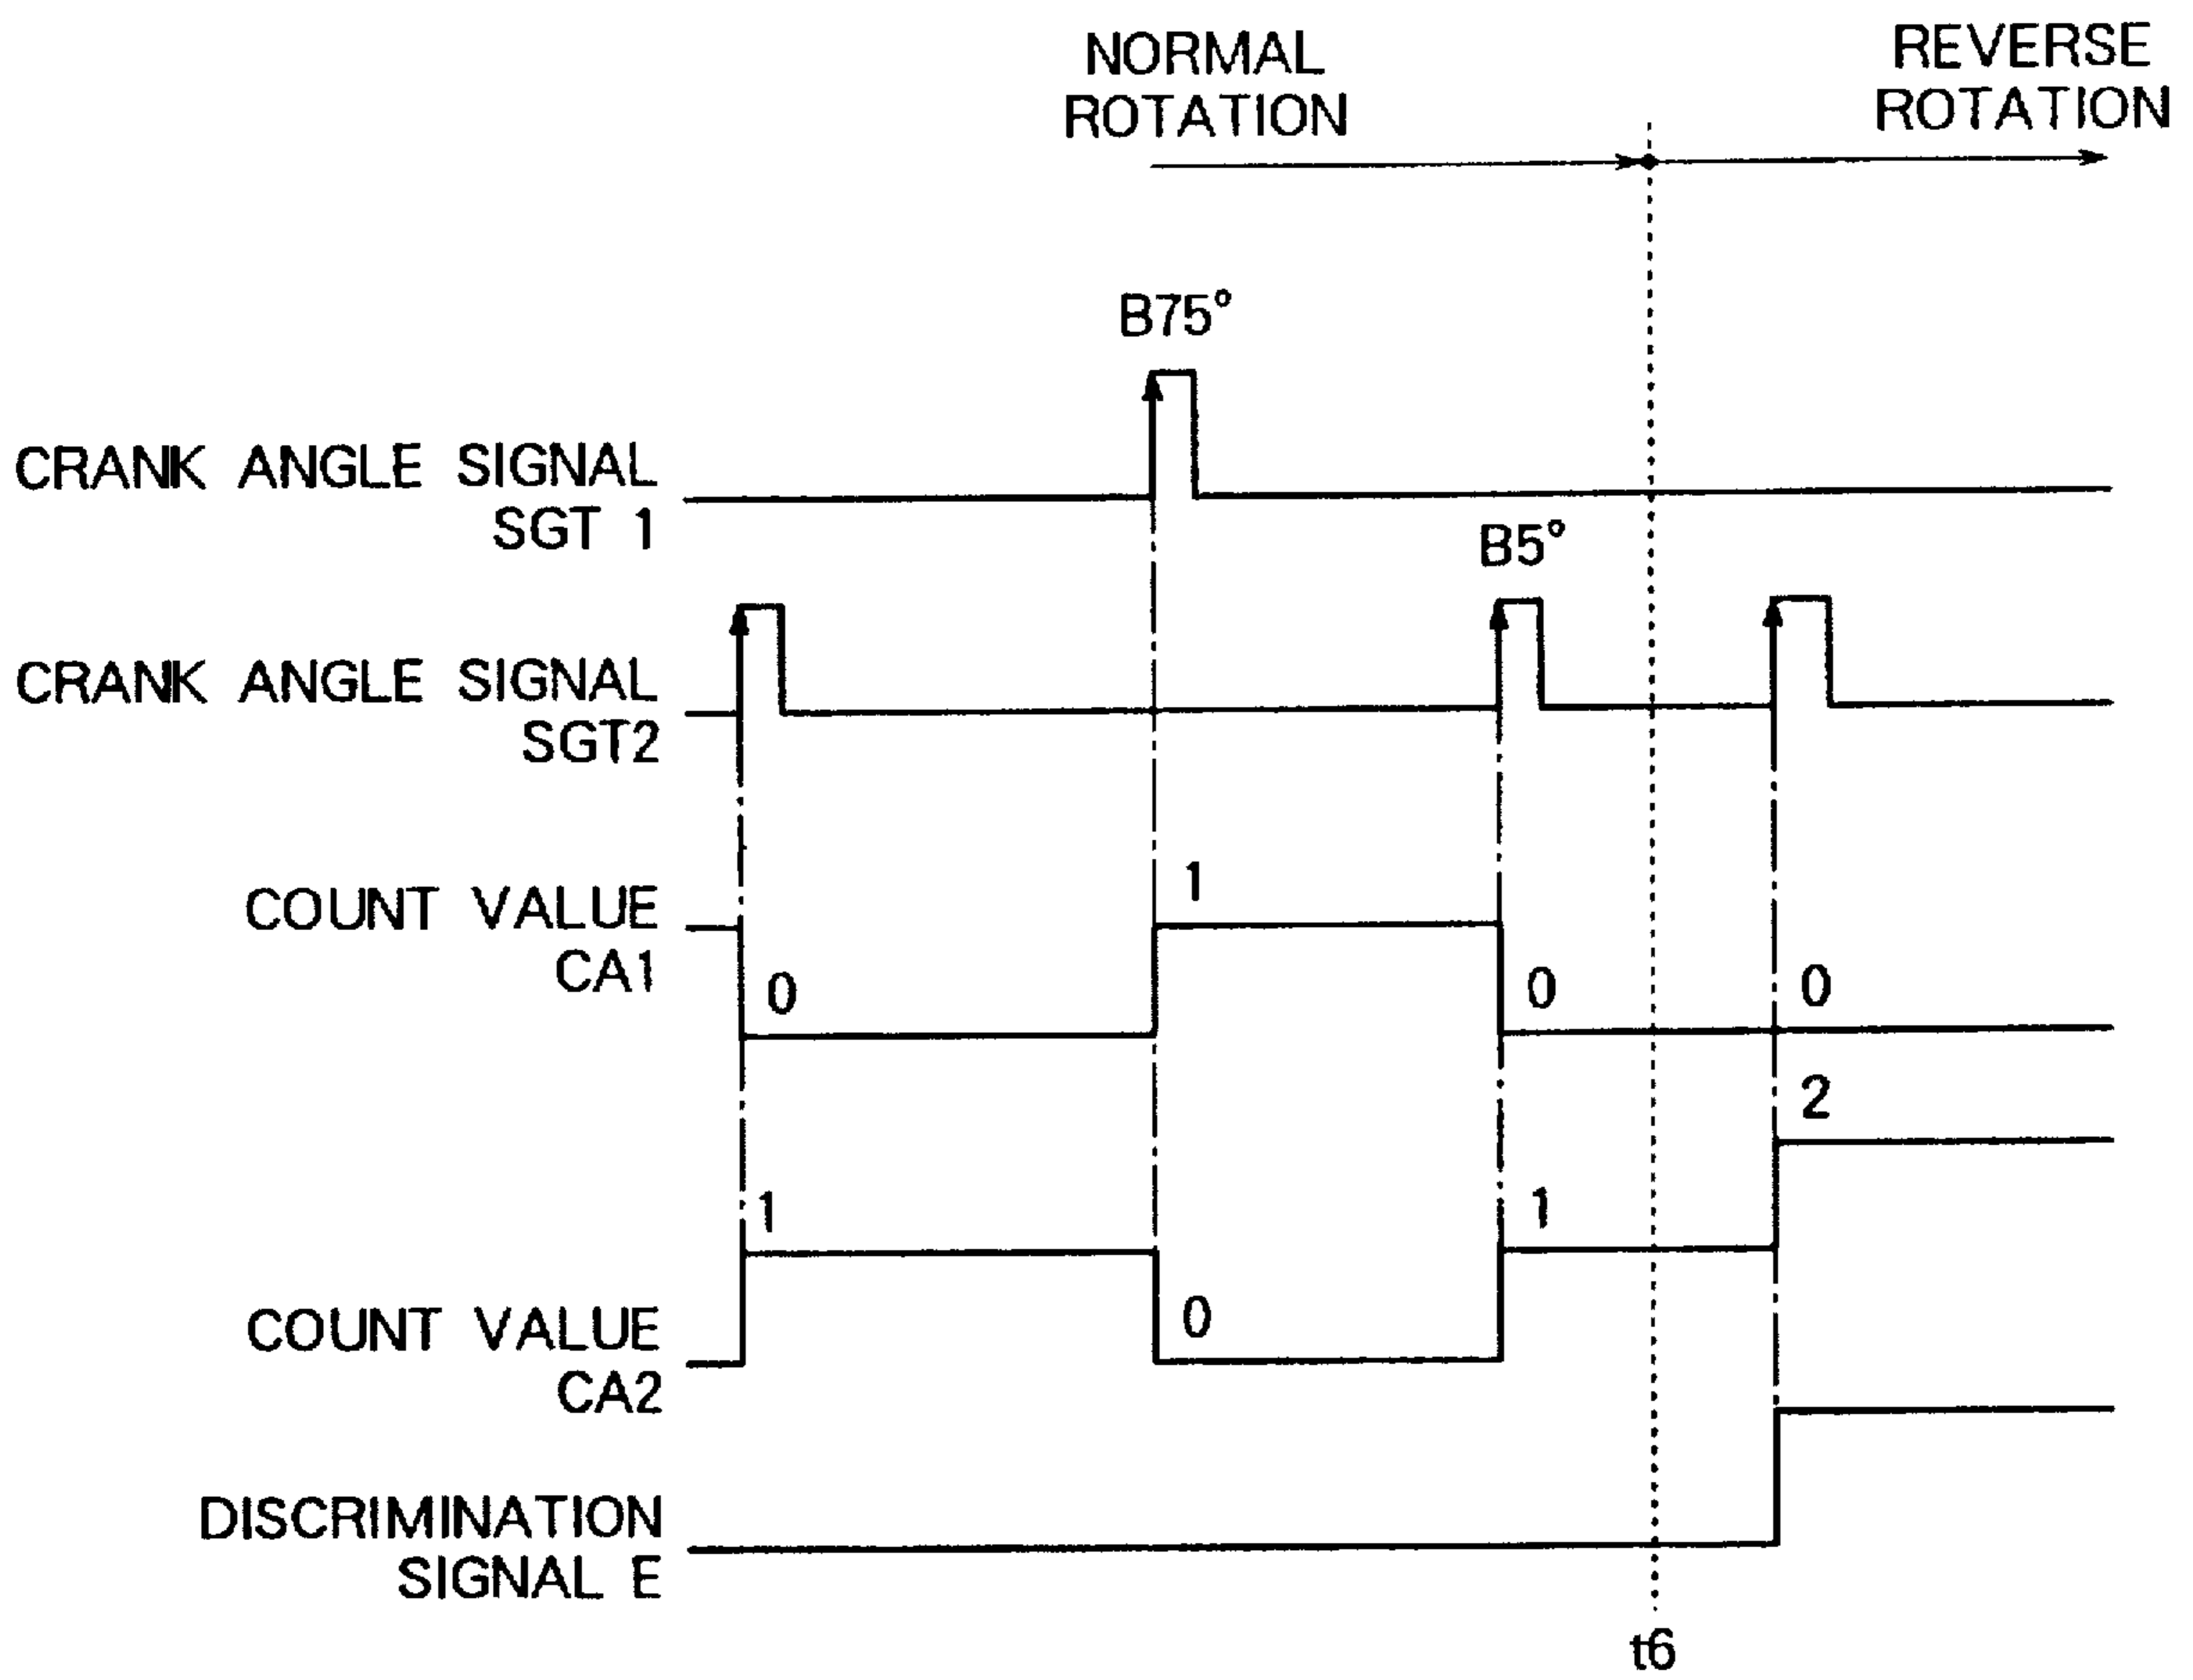 NORMAL
ROTATION
REVERSE
ROTATION
B75°
CRANK ANGLE SIGNAL
SGT 1
B5°
CRANK ANGLE SIGNAL
SGT2
1
COUNT VALUE
CA1
0
0
0
2
1
1
COUNT VALUE
CA2
0
DISCRIMINATION
SIGNAL E
t6